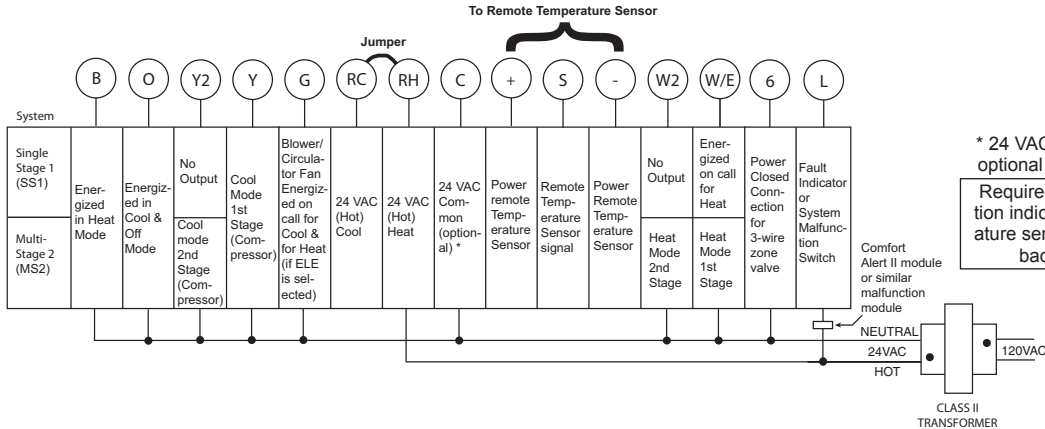 To Remote Temperature Sensor
Jumper
B O Y2 Y G RC RH C + S - W2 W/E 6 L
System
Single
Stage 1
(SS1)
Multi-
Stage 2
(MS2)
Ener-
gized
in Heat
Mode
Energiz-
ed in
Cool &
Off
Mode
No
Output
Cool
mode
2nd
Stage
(Com-
pressor)
Cool
Mode
1st
Stage
(Com-
pressor)
Blower/
Circula-
tor Fan
Energiz-
ed on
call for
Cool &
for Heat
(if ELE
is sel-
ected)
24 VAC
(Hot)
Cool
24 VAC
(Hot)
Heat
24 VAC
Com-
mon
(option-
al) *
Power
remote
Temp-
erature
Sensor
Remote
Temp-
erature
Sensor
signal
Power
Remote
Temp-
erature
Sensor
No
Output
Heat
Mode
2nd
Stage
Ener-
gized
on call
for
Heat
Heat
Mode
1st
Stage
Power
Closed
Conn-
ection
for
3-wire
zone
valve
Fault
Indicator
or
System
Malfunc-
tion
Switch
* 24 VAC
optional
Require
tion indic
ature sen
bac
Comfort
Alert II module
or similar
malfunction
module
NEUTRAL
24VAC
HOT
120VAC
CLASS II
TRANSFORMER